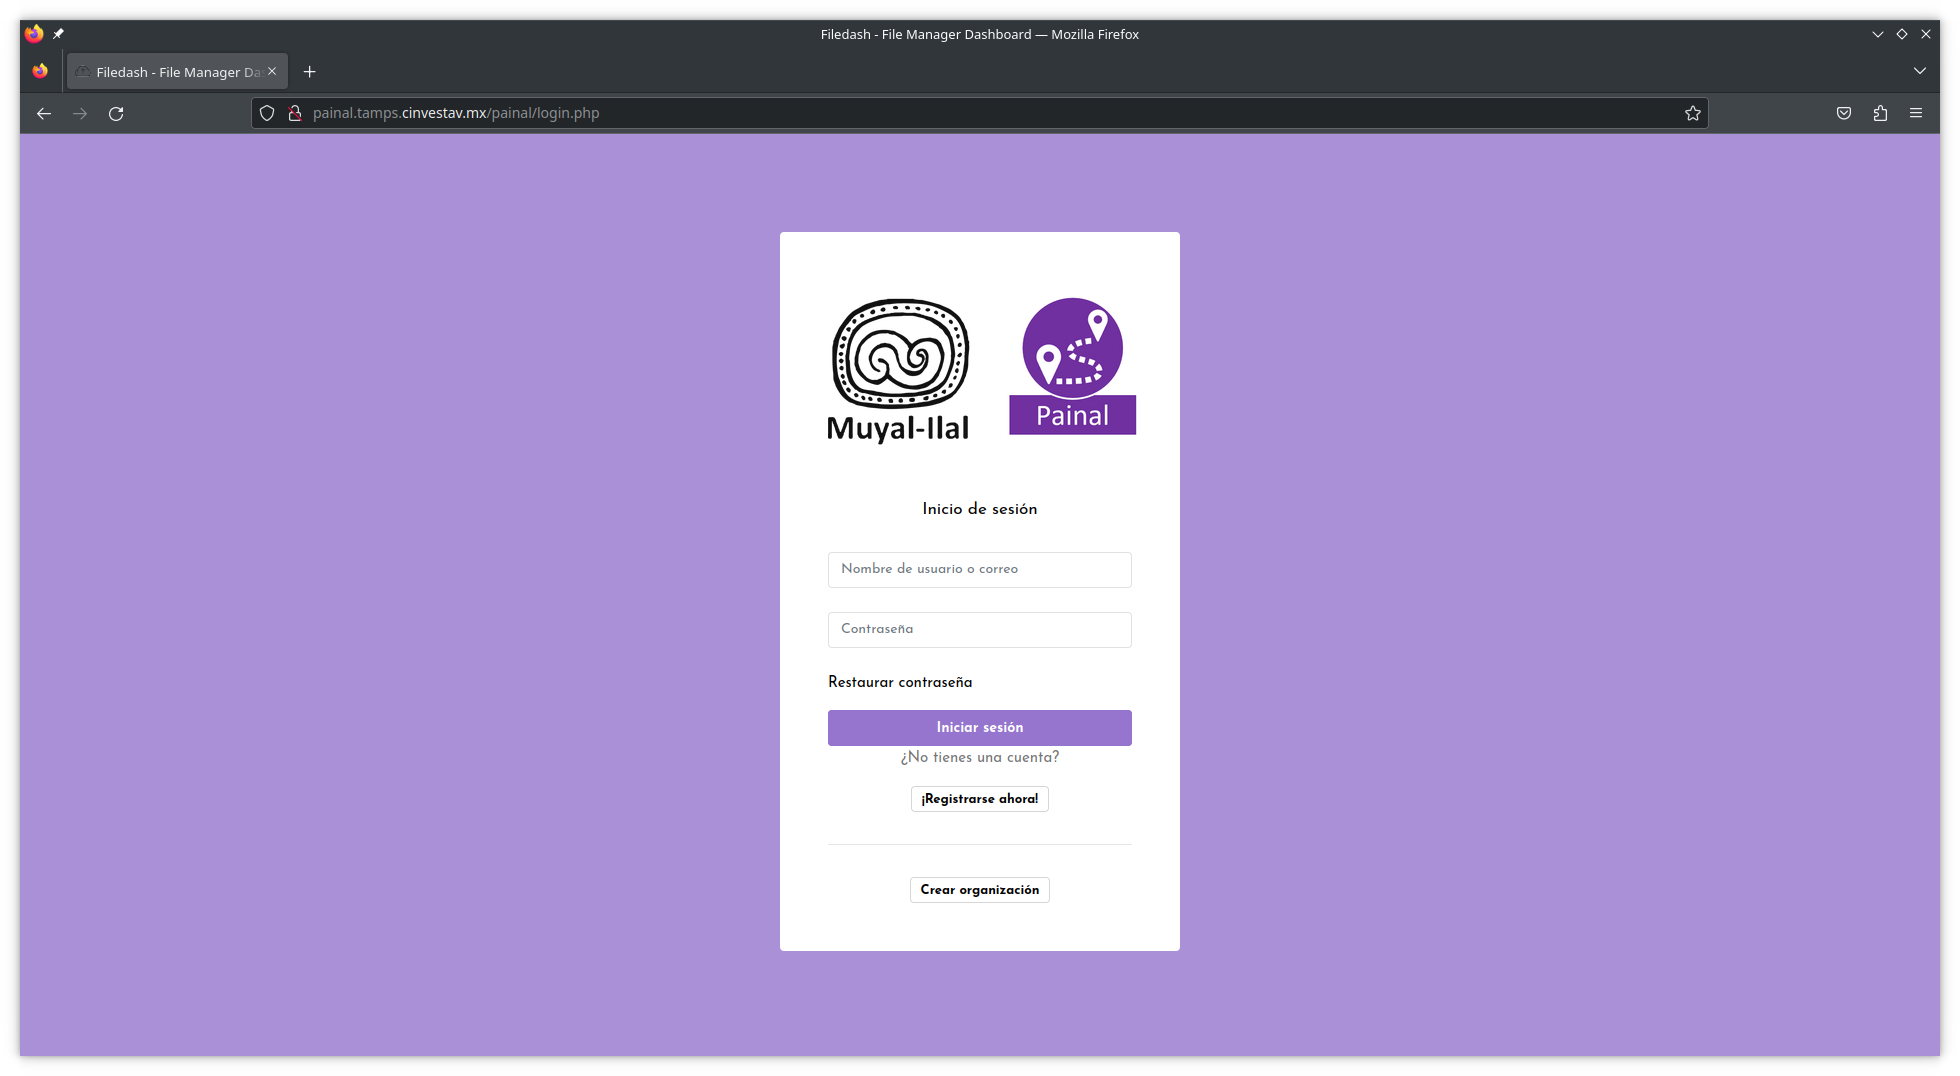 Filedash - File Manager Dashboard — Mozilla Firefox
Filedash - File Manager Da
painal.tamps.cinvestav.mx/painal/login.php
Muyal-Ilal
Painal
Inicio de sesión
Nombre de usuario o correo
Contraseña
Restaurar contraseña
Iniciar sesión
¿No tienes una cuenta?
¡Registrarse ahora!
Crear organización